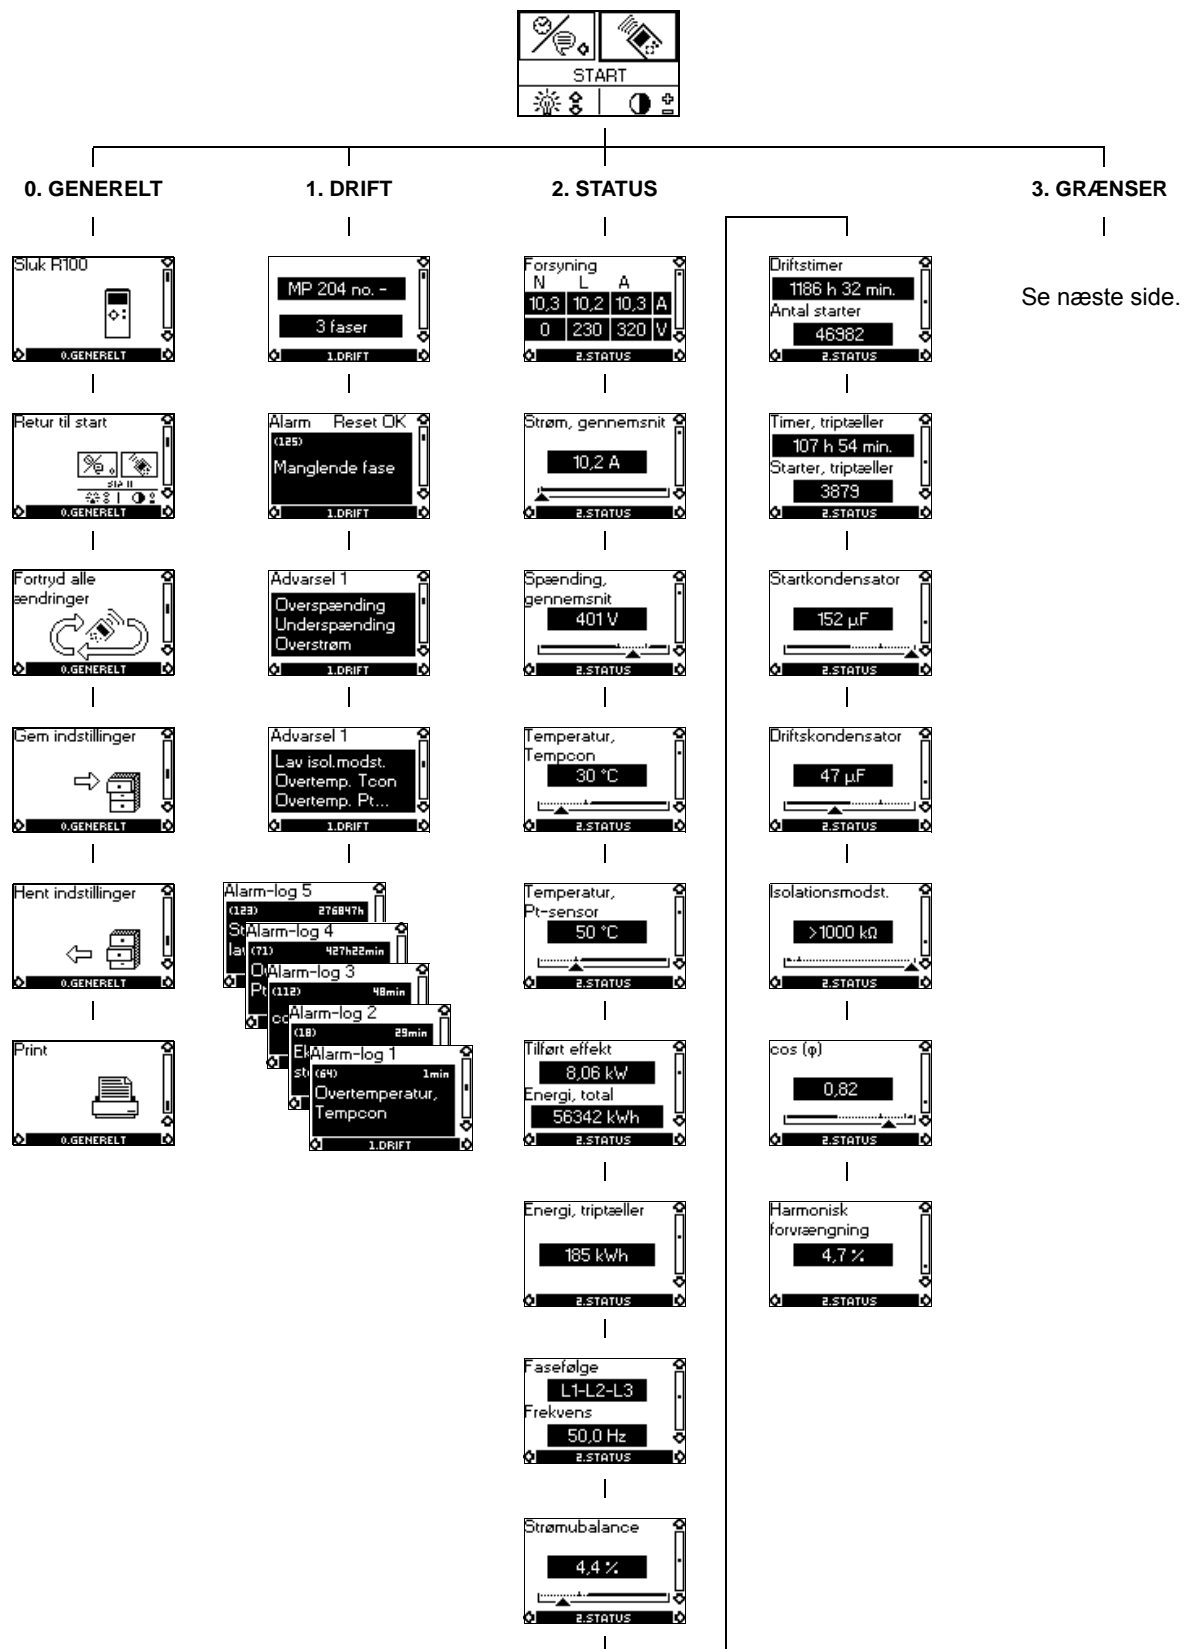 START
0. GENERELT
1. DRIFT
2. STATUS
3. GRÆNSER
Sluk R100
0.GENERELT
Retur til start
START
0.GENERELT
Fortryd alle
ændringer
0.GENERELT
Gem indstillinger
0.GENERELT
Hent indstillinger
0.GENERELT
Print
0.GENERELT
MP 204 no. -
3 faser
1.DRIFT
Alarm Reset OK
(125)
Manglende fase
1.DRIFT
Advarsel 1
Overspænding
Underspænding
Overstrøm
1.DRIFT
Advarsel 1
Lav isol.modst.
Overtemp. Tcon
Overtemp. Pt...
1.DRIFT
Alarm-log 5
(123) 276847h
Alarm-log 4
(71) 427h22min
Alarm-log 3
(112) 48min
Alarm-log 2
(18) 29min
Alarm-log 1
(64) 1min
Overtemperatur,
Tempcon
1.DRIFT
Forsyning
N L A
10,3 10,2 10,3 A
0 230 320 V
2.STATUS
Strøm, gennemsnit
10,2 A
2.STATUS
Spænding,
gennemsnit
401 V
2.STATUS
Temperatur,
Tempcon
30 °C
2.STATUS
Temperatur,
Pt-sensor
50 °C
2.STATUS
Tilført effekt
8,06 kW
Energi, total
56342 kWh
2.STATUS
Energi, triptæller
185 kWh
2.STATUS
Fasefølge
L1-L2-L3
Frekvens
50,0 Hz
2.STATUS
Strømubalance
4,4 %
2.STATUS
Driftstimer
1186 h 32 min.
Antal starter
46982
2.STATUS
Timer, triptæller
107 h 54 min.
Starter, triptæller
3879
2.STATUS
Startkondensator
152 µF
2.STATUS
Driftskondensator
47 µF
2.STATUS
Isolationsmodst.
>1000 kΩ
2.STATUS
cos (φ)
0,82
2.STATUS
Harmonisk
forvrængning
4,7 %
2.STATUS
Se næste side.